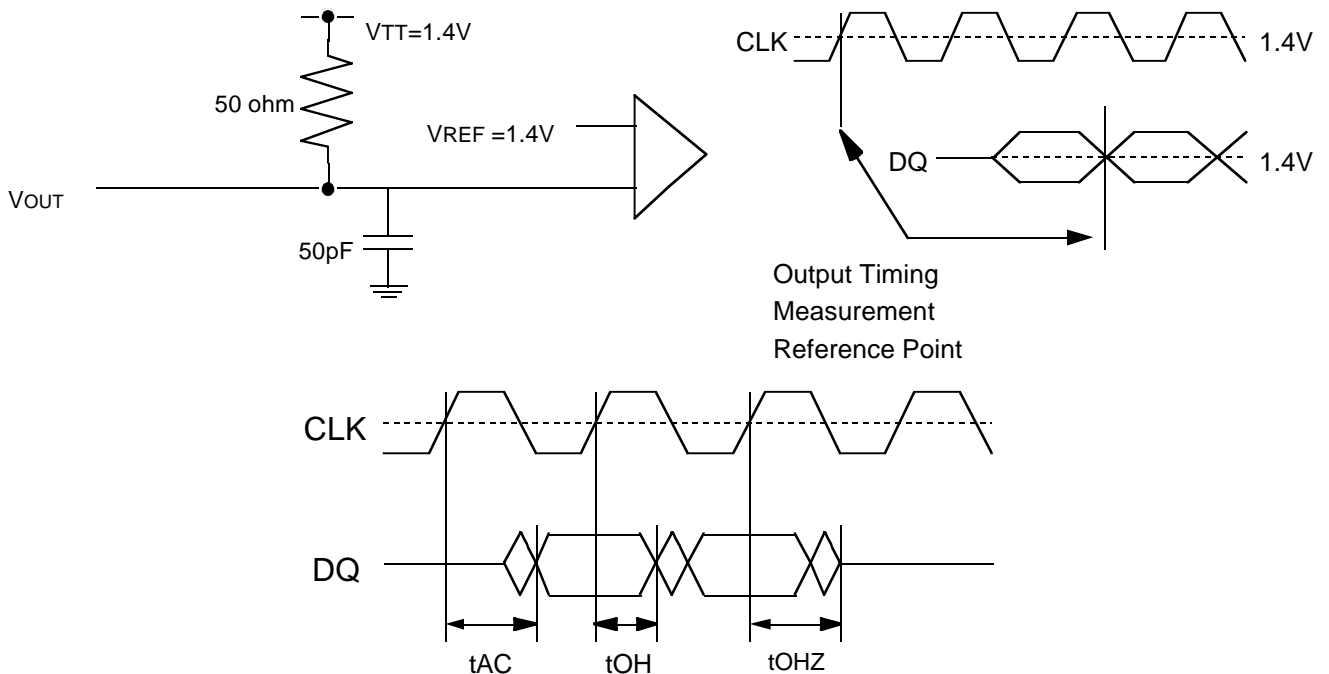 VTT=1.4V
50 ohm
VREF =1.4V
VOUT
50pF
CLK
1.4V
DQ
1.4V
Output Timing
Measurement
Reference Point
CLK
DQ
tAC
tOH
tOHZ